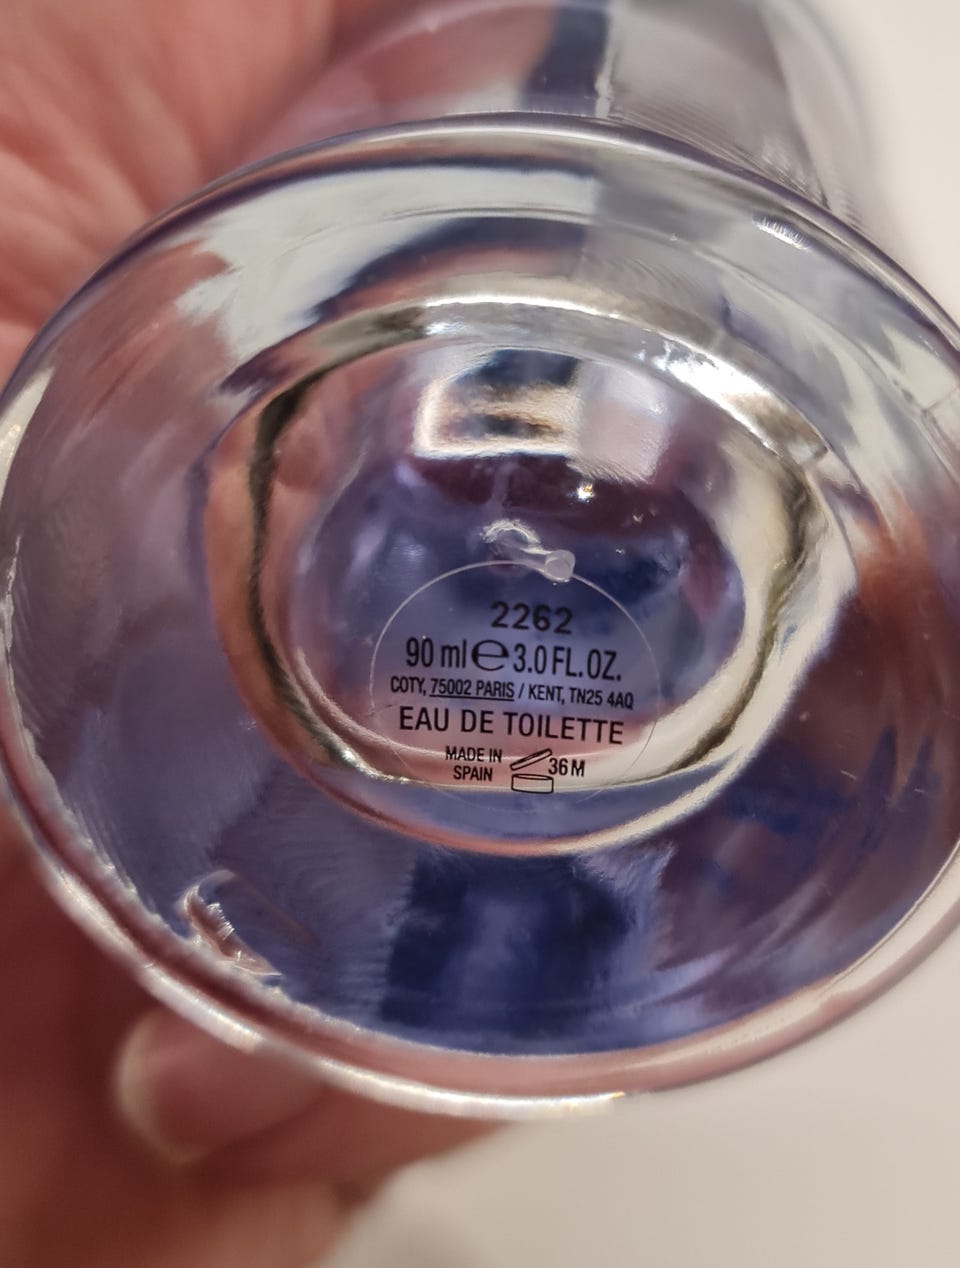 2262
90 ml ℮ 3.0 FL.OZ.
COTY, 75002 PARIS / KENT, TN25 4AQ
EAU DE TOILETTE
MADE IN
SPAIN
36 M